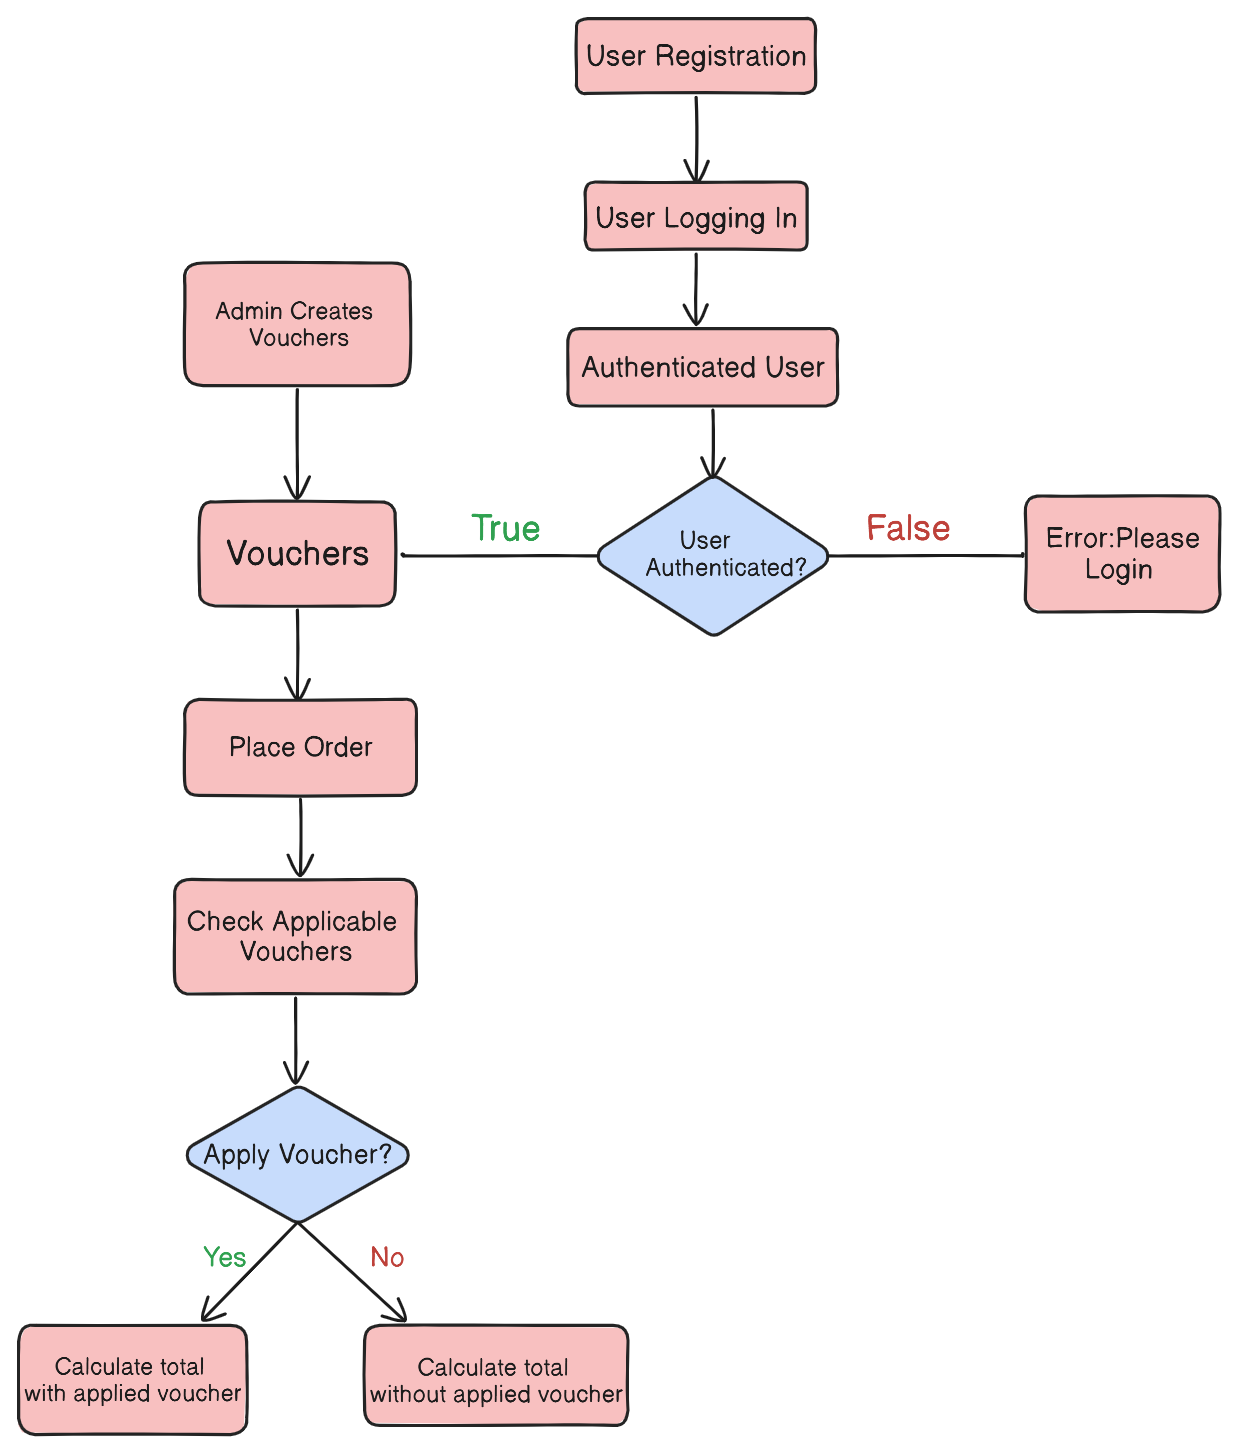 User Registration
User Logging In
Admin Creates
Vouchers
Authenticated User
Vouchers
True
User
Authenticated?
False
Error:Please
Login
Place Order
Check Applicable
Vouchers
Apply Voucher?
Yes
No
Calculate total
with applied voucher
Calculate total
without applied voucher